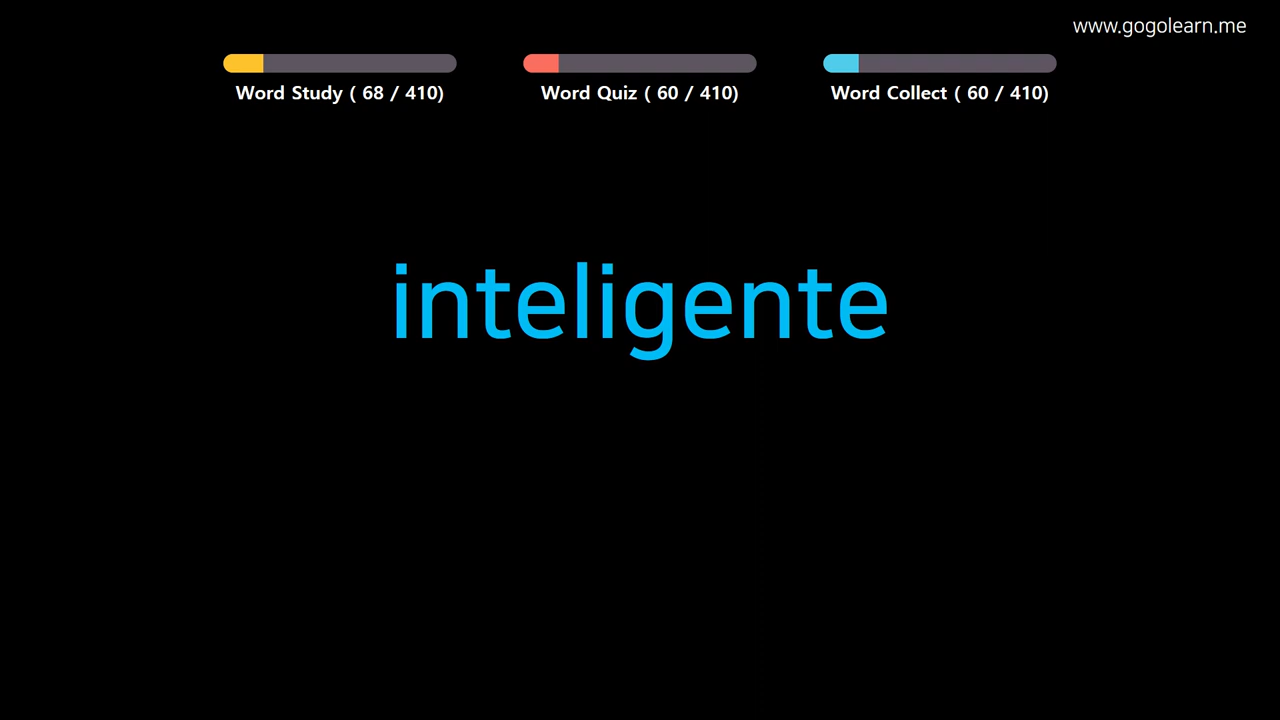 www.gogolearn.me
Word Study ( 68 / 410)
Word Quiz ( 60 / 410)
Word Collect ( 60 / 410)
inteligente